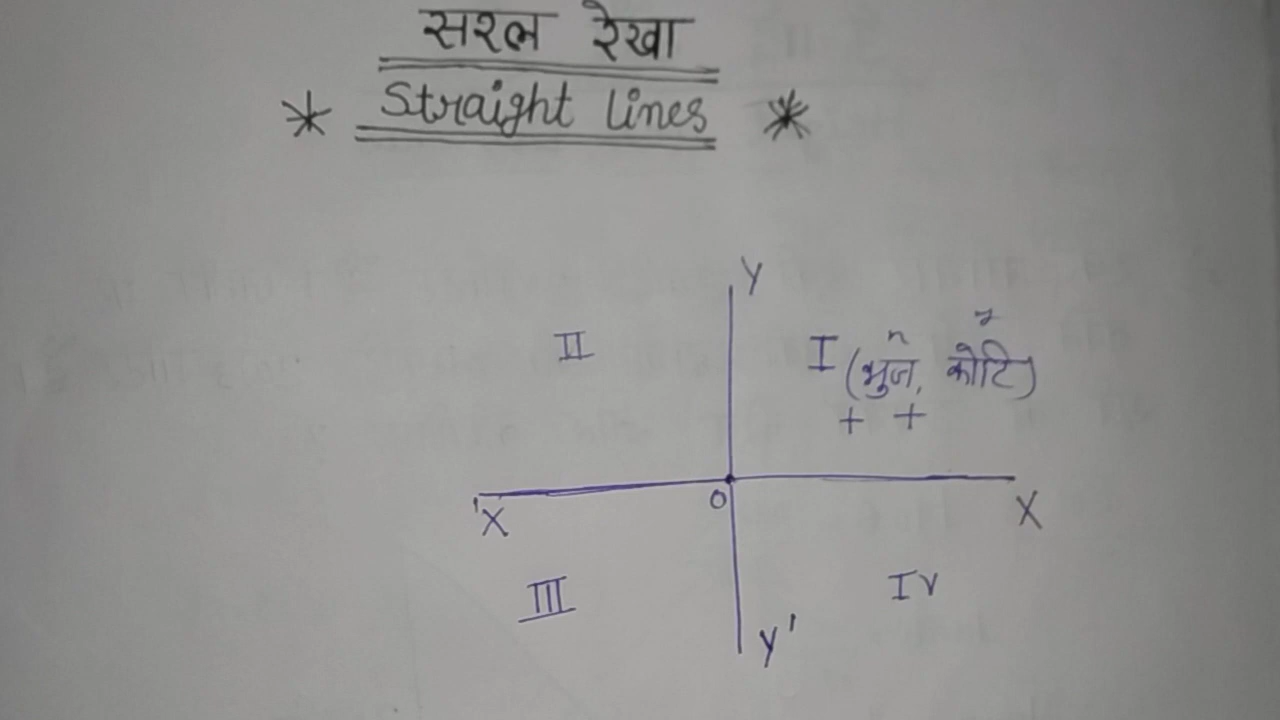 सरल रेखा
* Straight lines *
Y
II
I (भुज, कोटि)
+ +
O
'X
X
III
IV
Y'